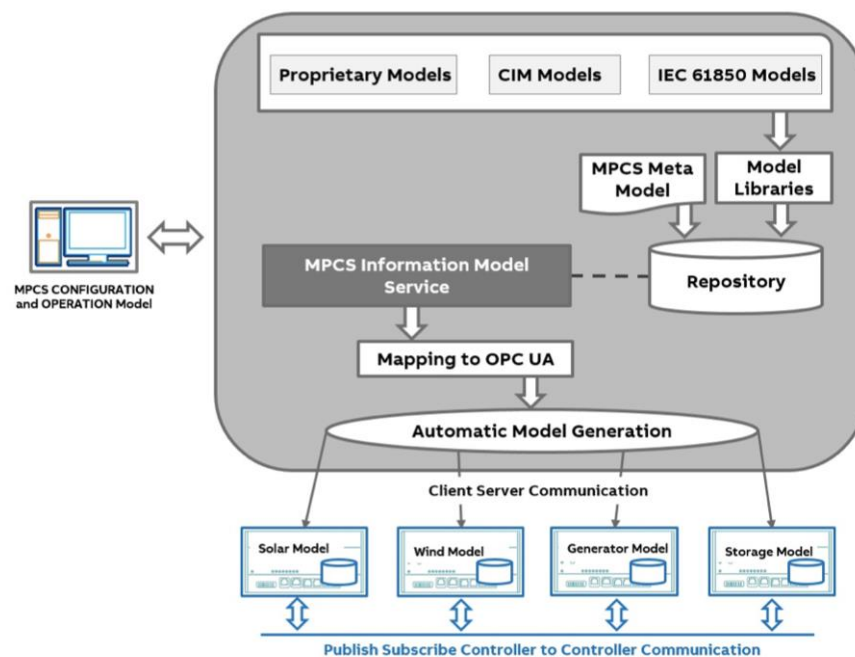 Proprietary Models
CIM Models
IEC 61850 Models
MPCS Meta
Model
Model
Libraries
MPCS CONFIGURATION
and OPERATION Model
MPCS Information Model
Service
Repository
Mapping to OPC UA
Automatic Model Generation
Client Server Communication
Solar Model
Wind Model
Generator Model
Storage Model
Publish Subscribe Controller to Controller Communication